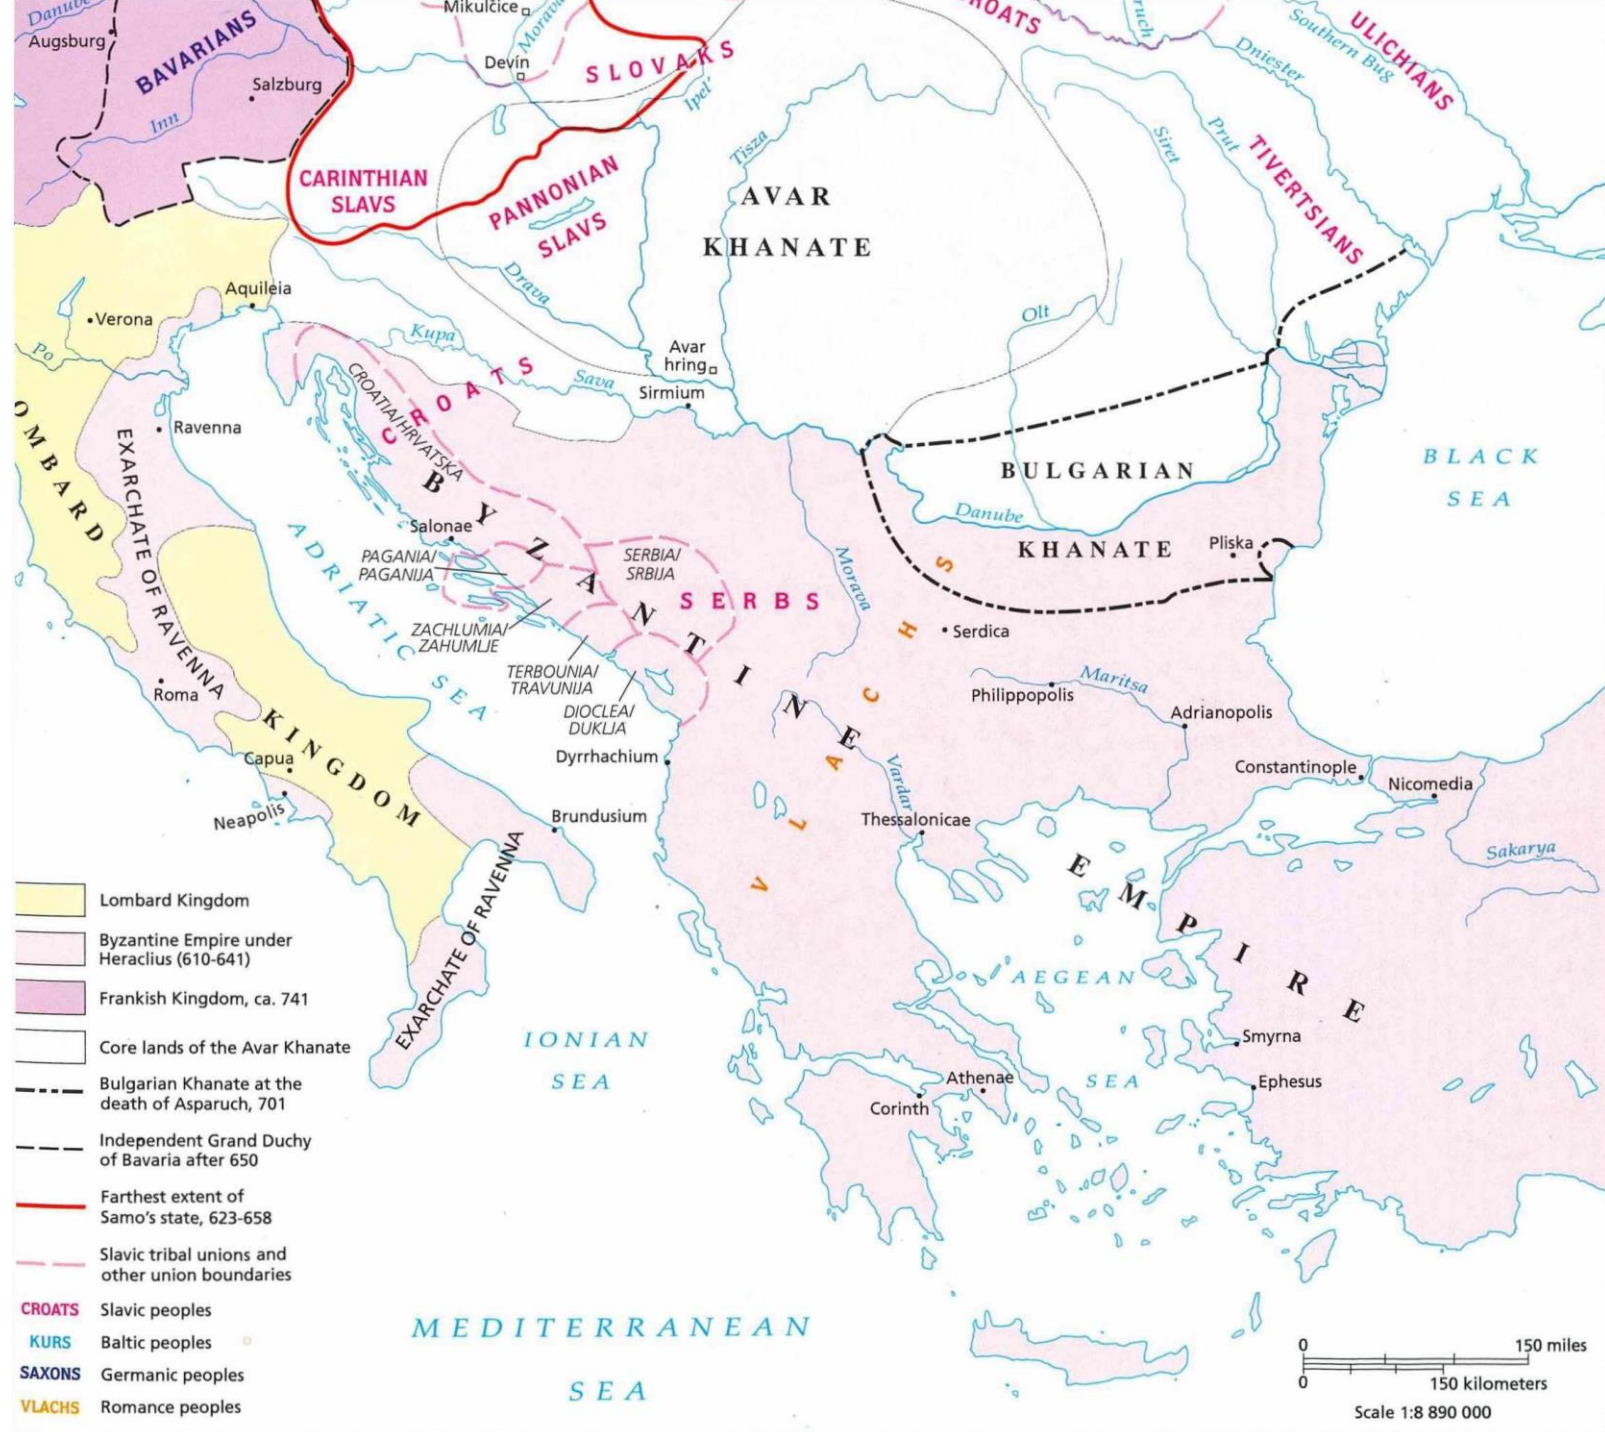 Danube
Augsburg
BAVARIANS
Salzburg
Inn
Mikulčice
Morava
Devín
SLOVAKS
Ipel'
ROATS
ruch
Dniester
Southern Bug
ULICHIANS
Siret
Prut
TIVERTSIANS
Tisza
CARINTHIAN
SLAVS
PANNONIAN
SLAVS
AVAR
KHANATE
Drava
Aquileia
Verona
Po
Kupa
Avar
hring
Sava
Sirmium
Olt
CROATS
CROATIA/HRVATSKA
OMBARD
KINGDOM
EXARCHATE OF RAVENNA
Ravenna
BULGARIAN
KHANATE
Danube
Pliska
BLACK
SEA
BYZANTINE
EMPIRE
Salonae
PAGANIA/
PAGANIJA
SERBIA/
SRBIJA
SERBS
ZACHLUMIA/
ZAHUMLJE
TERBOUNIA/
TRAVUNIJA
DIOCLEA/
DUKLJA
ADRIATIC SEA
Morava
VLACHS
Serdica
Philippopolis
Maritsa
Adrianopolis
Roma
Capua
Neapolis
Dyrrhachium
Brundusium
Vardar
Thessalonicae
Constantinople
Nicomedia
Sakarya
EXARCHATE OF RAVENNA
IONIAN
SEA
AEGEAN
SEA
Smyrna
Ephesus
Athenae
Corinth
MEDITERRANEAN
SEA
Lombard Kingdom
Byzantine Empire under
Heraclius (610-641)
Frankish Kingdom, ca. 741
Core lands of the Avar Khanate
Bulgarian Khanate at the
death of Asparuch, 701
Independent Grand Duchy
of Bavaria after 650
Farthest extent of
Samo's state, 623-658
Slavic tribal unions and
other union boundaries
CROATS Slavic peoples
KURS Baltic peoples
SAXONS Germanic peoples
VLACHS Romance peoples
0 150 miles
0 150 kilometers
Scale 1:8 890 000